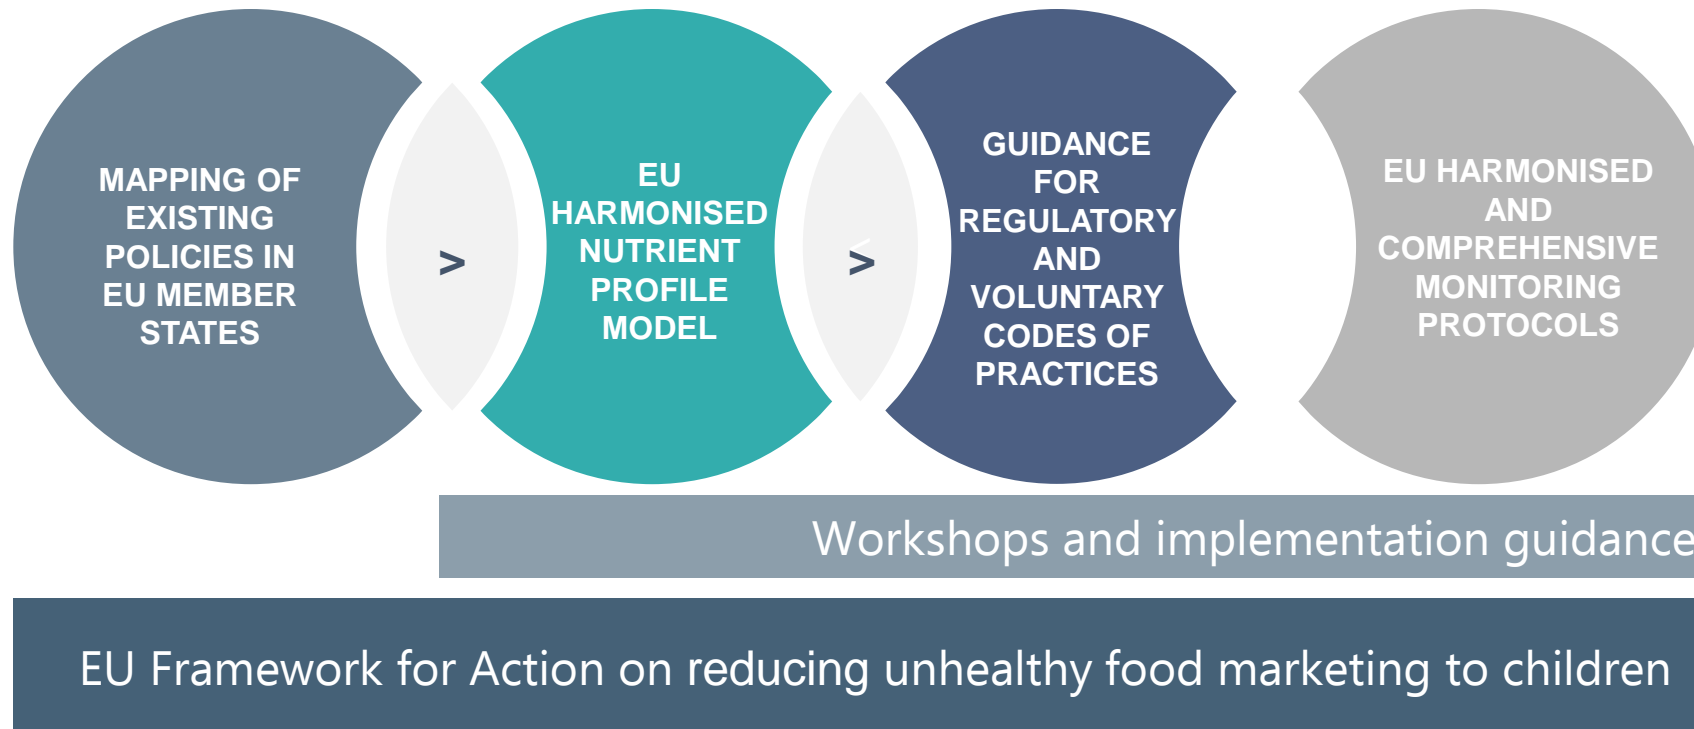 MAPPING OF
EXISTING
POLICIES IN
EU MEMBER
STATES
>
EU
HARMONISED
NUTRIENT
PROFILE
MODEL
<
>
GUIDANCE
FOR
REGULATORY
AND
VOLUNTARY
CODES OF
PRACTICES
EU HARMONISED
AND
COMPREHENSIVE
MONITORING
PROTOCOLS
Workshops and implementation guidance
EU Framework for Action on reducing unhealthy food marketing to children